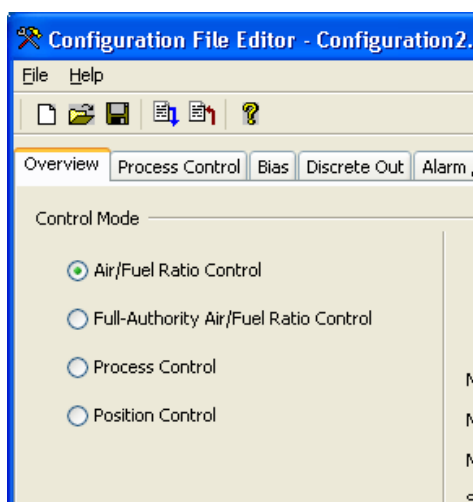 Configuration File Editor - Configuration2.
File Help
Overview Process Control Bias Discrete Out Alarm
Control Mode
Air/Fuel Ratio Control
Full-Authority Air/Fuel Ratio Control
Process Control
Position Control